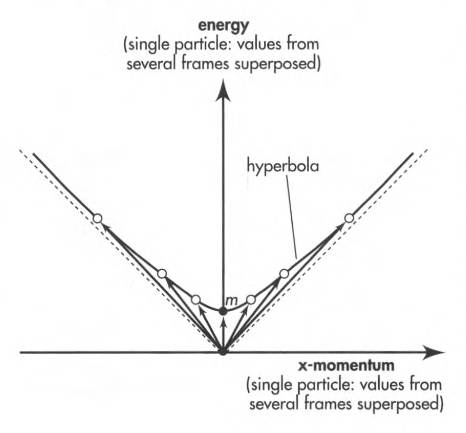 energy
(single particle: values from
several frames superposed)
hyperbola
m
x-momentum
(single particle: values from
several frames superposed)